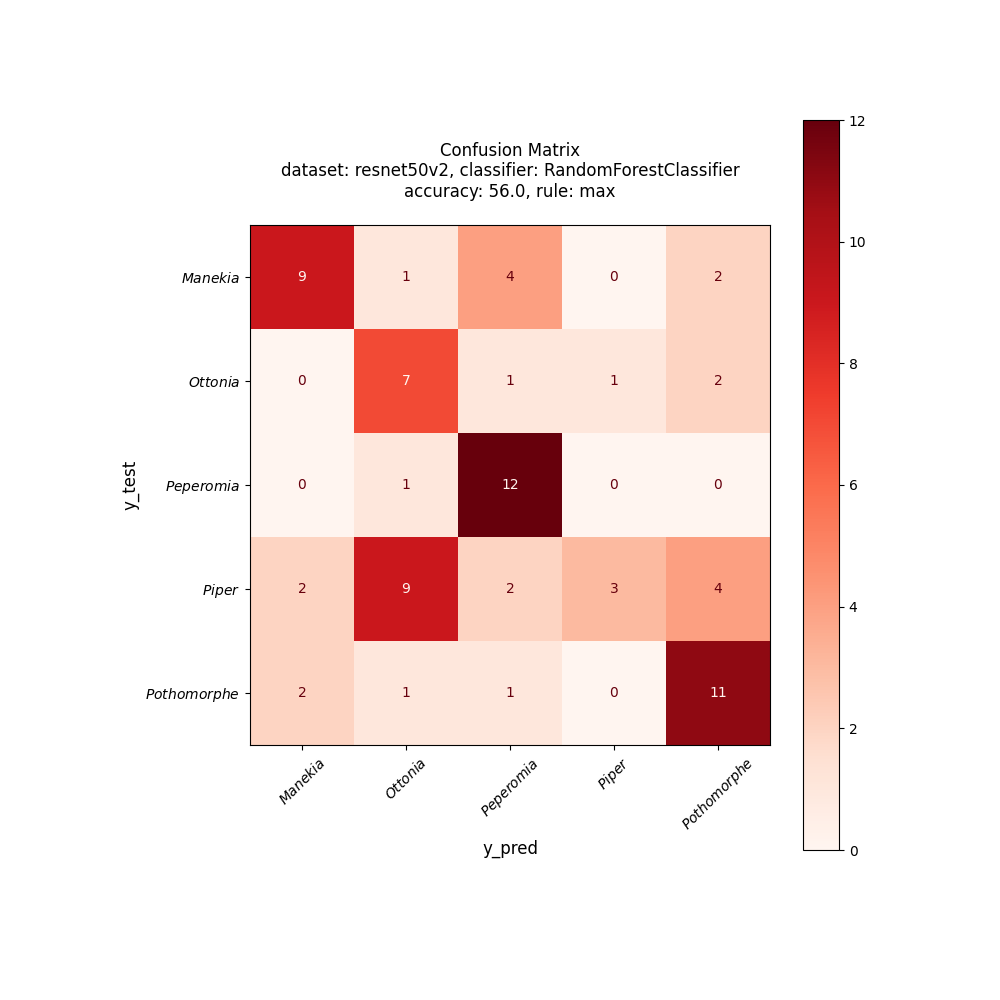 Confusion Matrix
dataset: resnet50v2, classifier: RandomForestClassifier
accuracy: 56.0, rule: max
Manekia 9 1 4 0 2
Ottonia 0 7 1 1 2
Peperomia 0 1 12 0 0
Piper 2 9 2 3 4
Pothomorphe 2 1 1 0 11
Manekia Ottonia Peperomia Piper Pothomorphe
y_pred
y_test
12
10
8
6
4
2
0